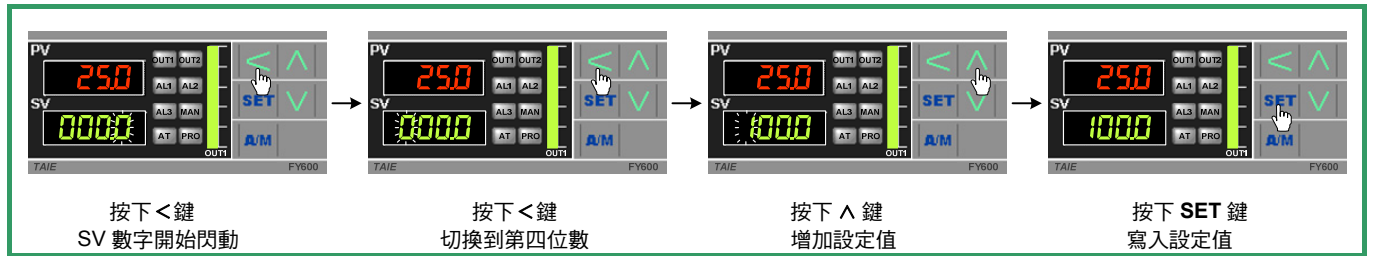 PV
25.0
OUT1 OUT2
AL1 AL2
SV
000.0
AL3 MAN
AT PRO
OUT1
< ∧
SET ∨
A/M
TAIE
FY600
按下<鍵
SV 數字開始閃動
PV
25.0
OUT1 OUT2
AL1 AL2
SV
000.0
AL3 MAN
AT PRO
OUT1
< ∧
SET ∨
A/M
TAIE
FY600
按下<鍵
切換到第四位數
PV
25.0
OUT1 OUT2
AL1 AL2
SV
100.0
AL3 MAN
AT PRO
OUT1
< ∧
SET ∨
A/M
TAIE
FY600
按下 ∧ 鍵
增加設定值
PV
25.0
OUT1 OUT2
AL1 AL2
SV
100.0
AL3 MAN
AT PRO
OUT1
< ∧
SET ∨
A/M
TAIE
FY600
按下 SET 鍵
寫入設定值